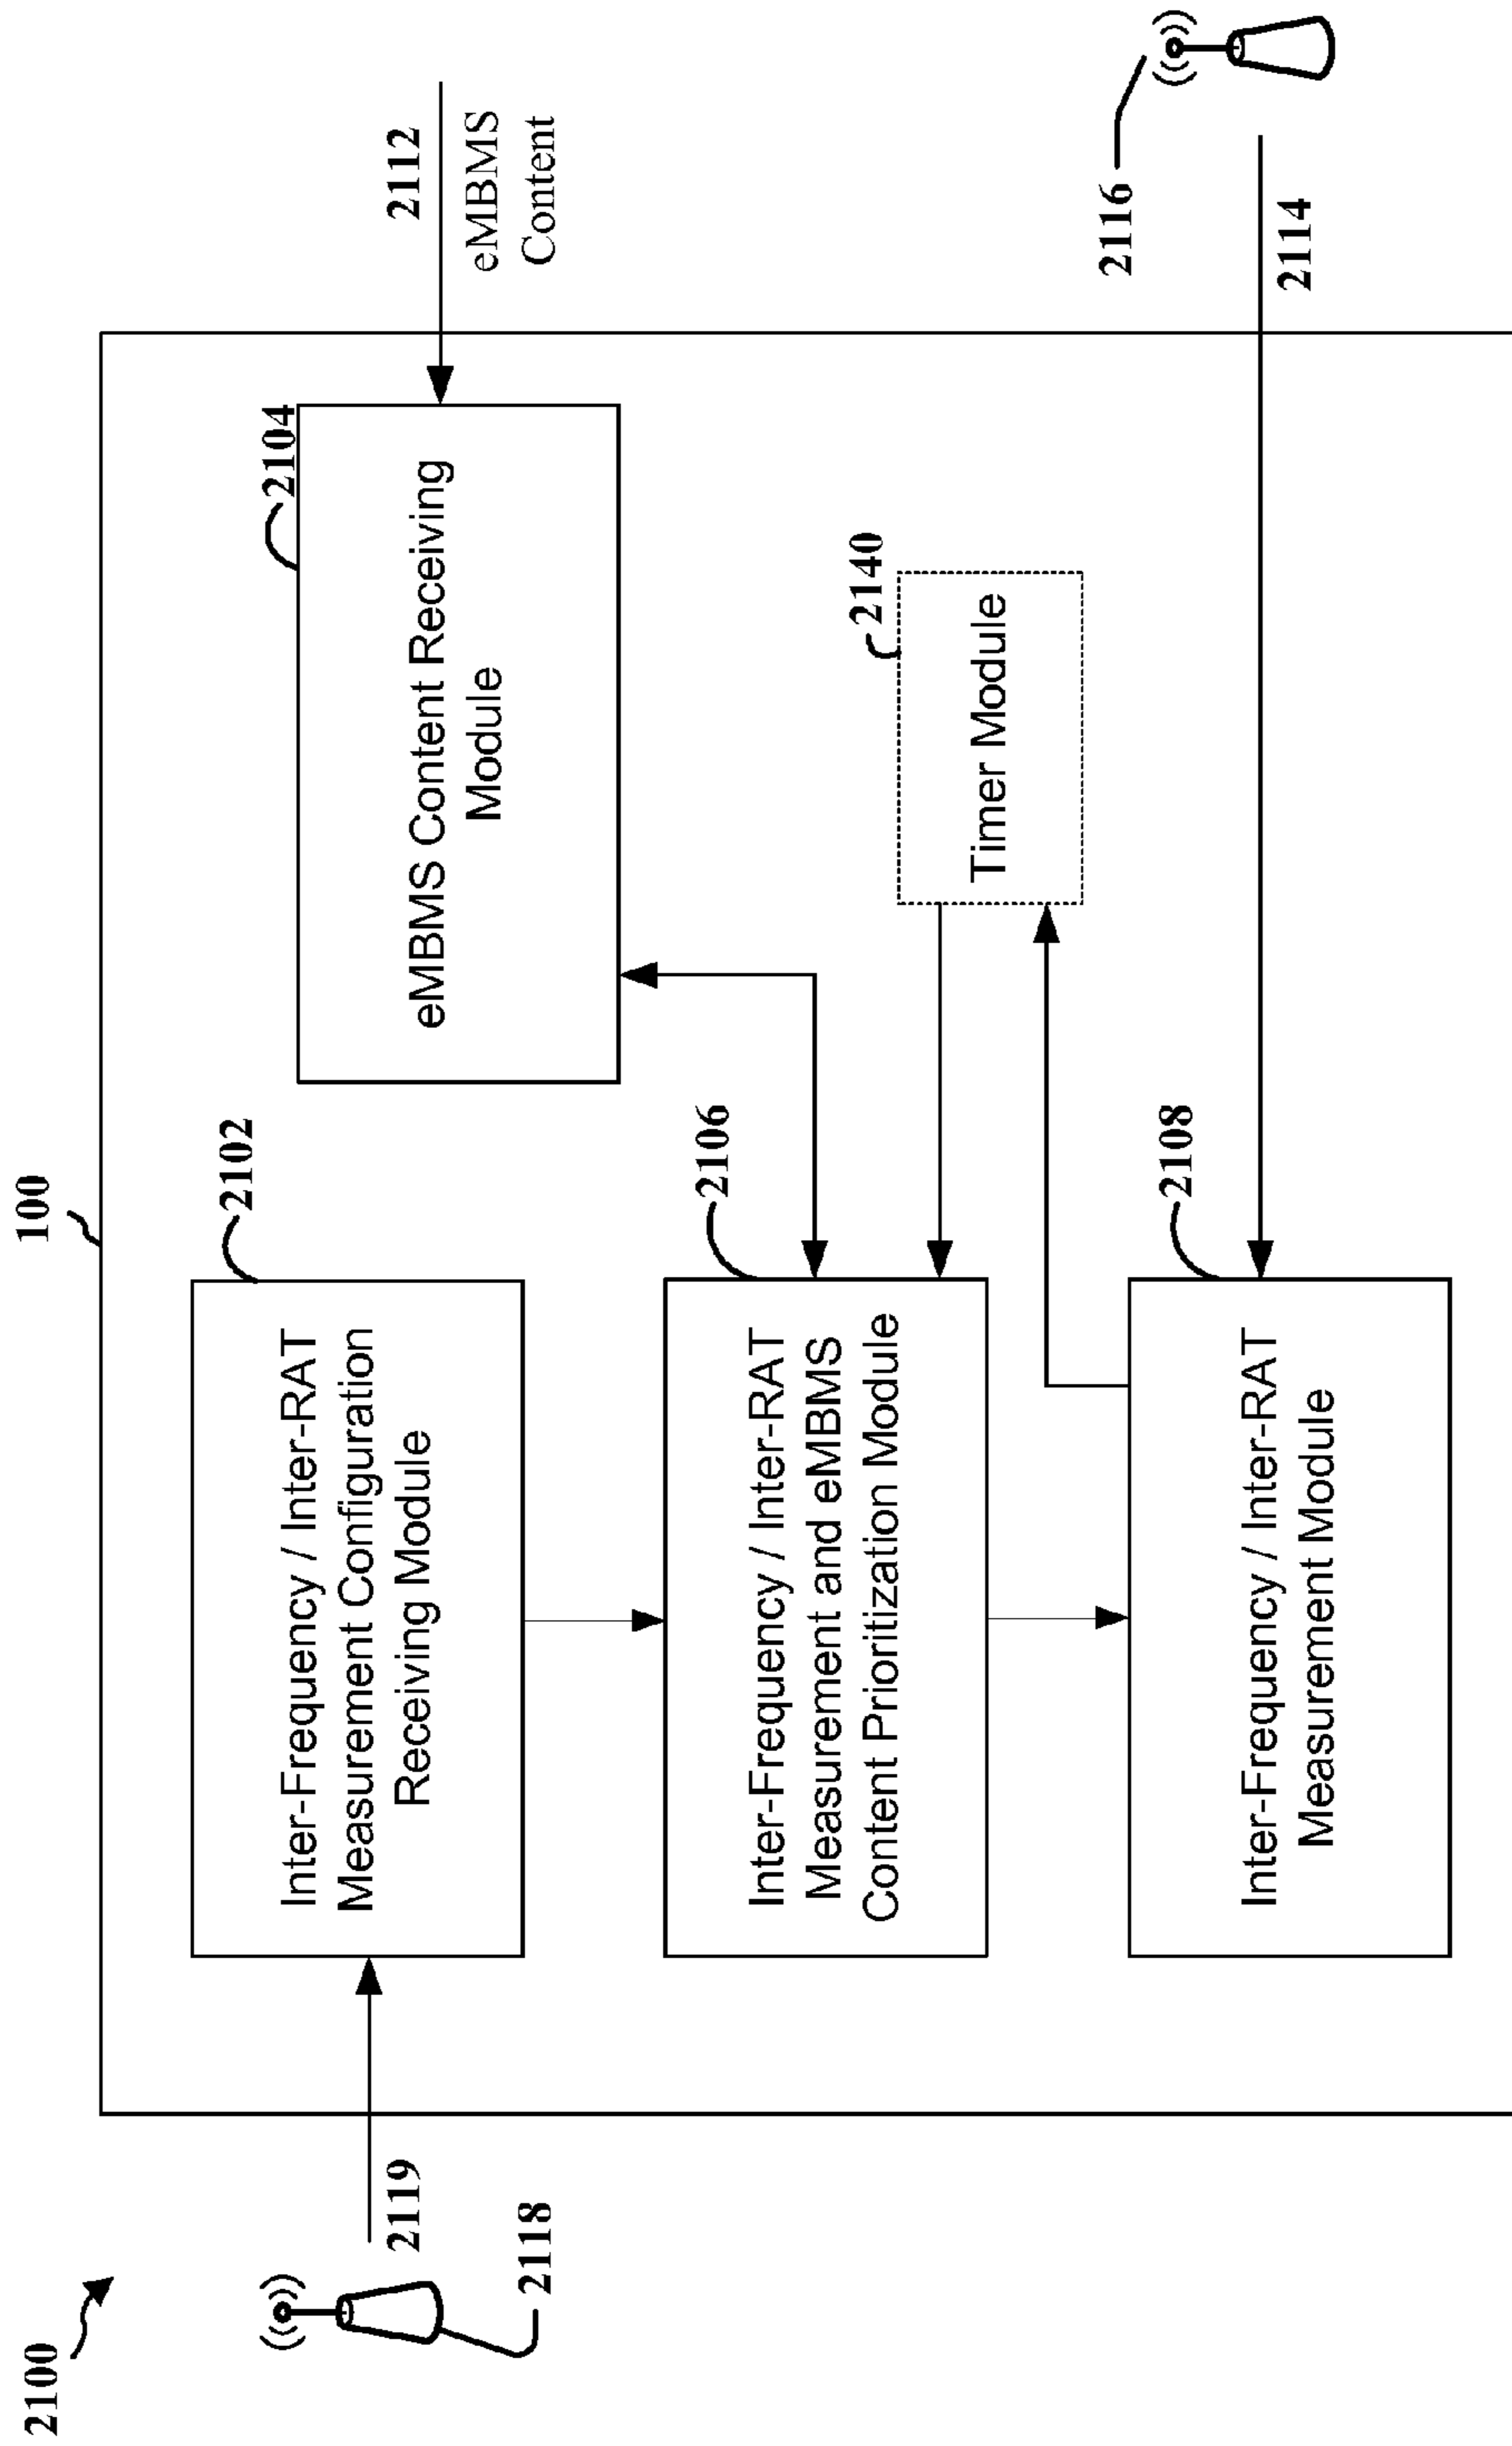 2100
100
2118
2119
2102
Inter-Frequency / Inter-RAT
Measurement Configuration
Receiving Module
2104
eMBMS Content Receiving
Module
2112
eMBMS
Content
2106
Inter-Frequency / Inter-RAT
Measurement and eMBMS
Content Prioritization Module
2140
Timer Module
2108
Inter-Frequency / Inter-RAT
Measurement Module
2116
2114